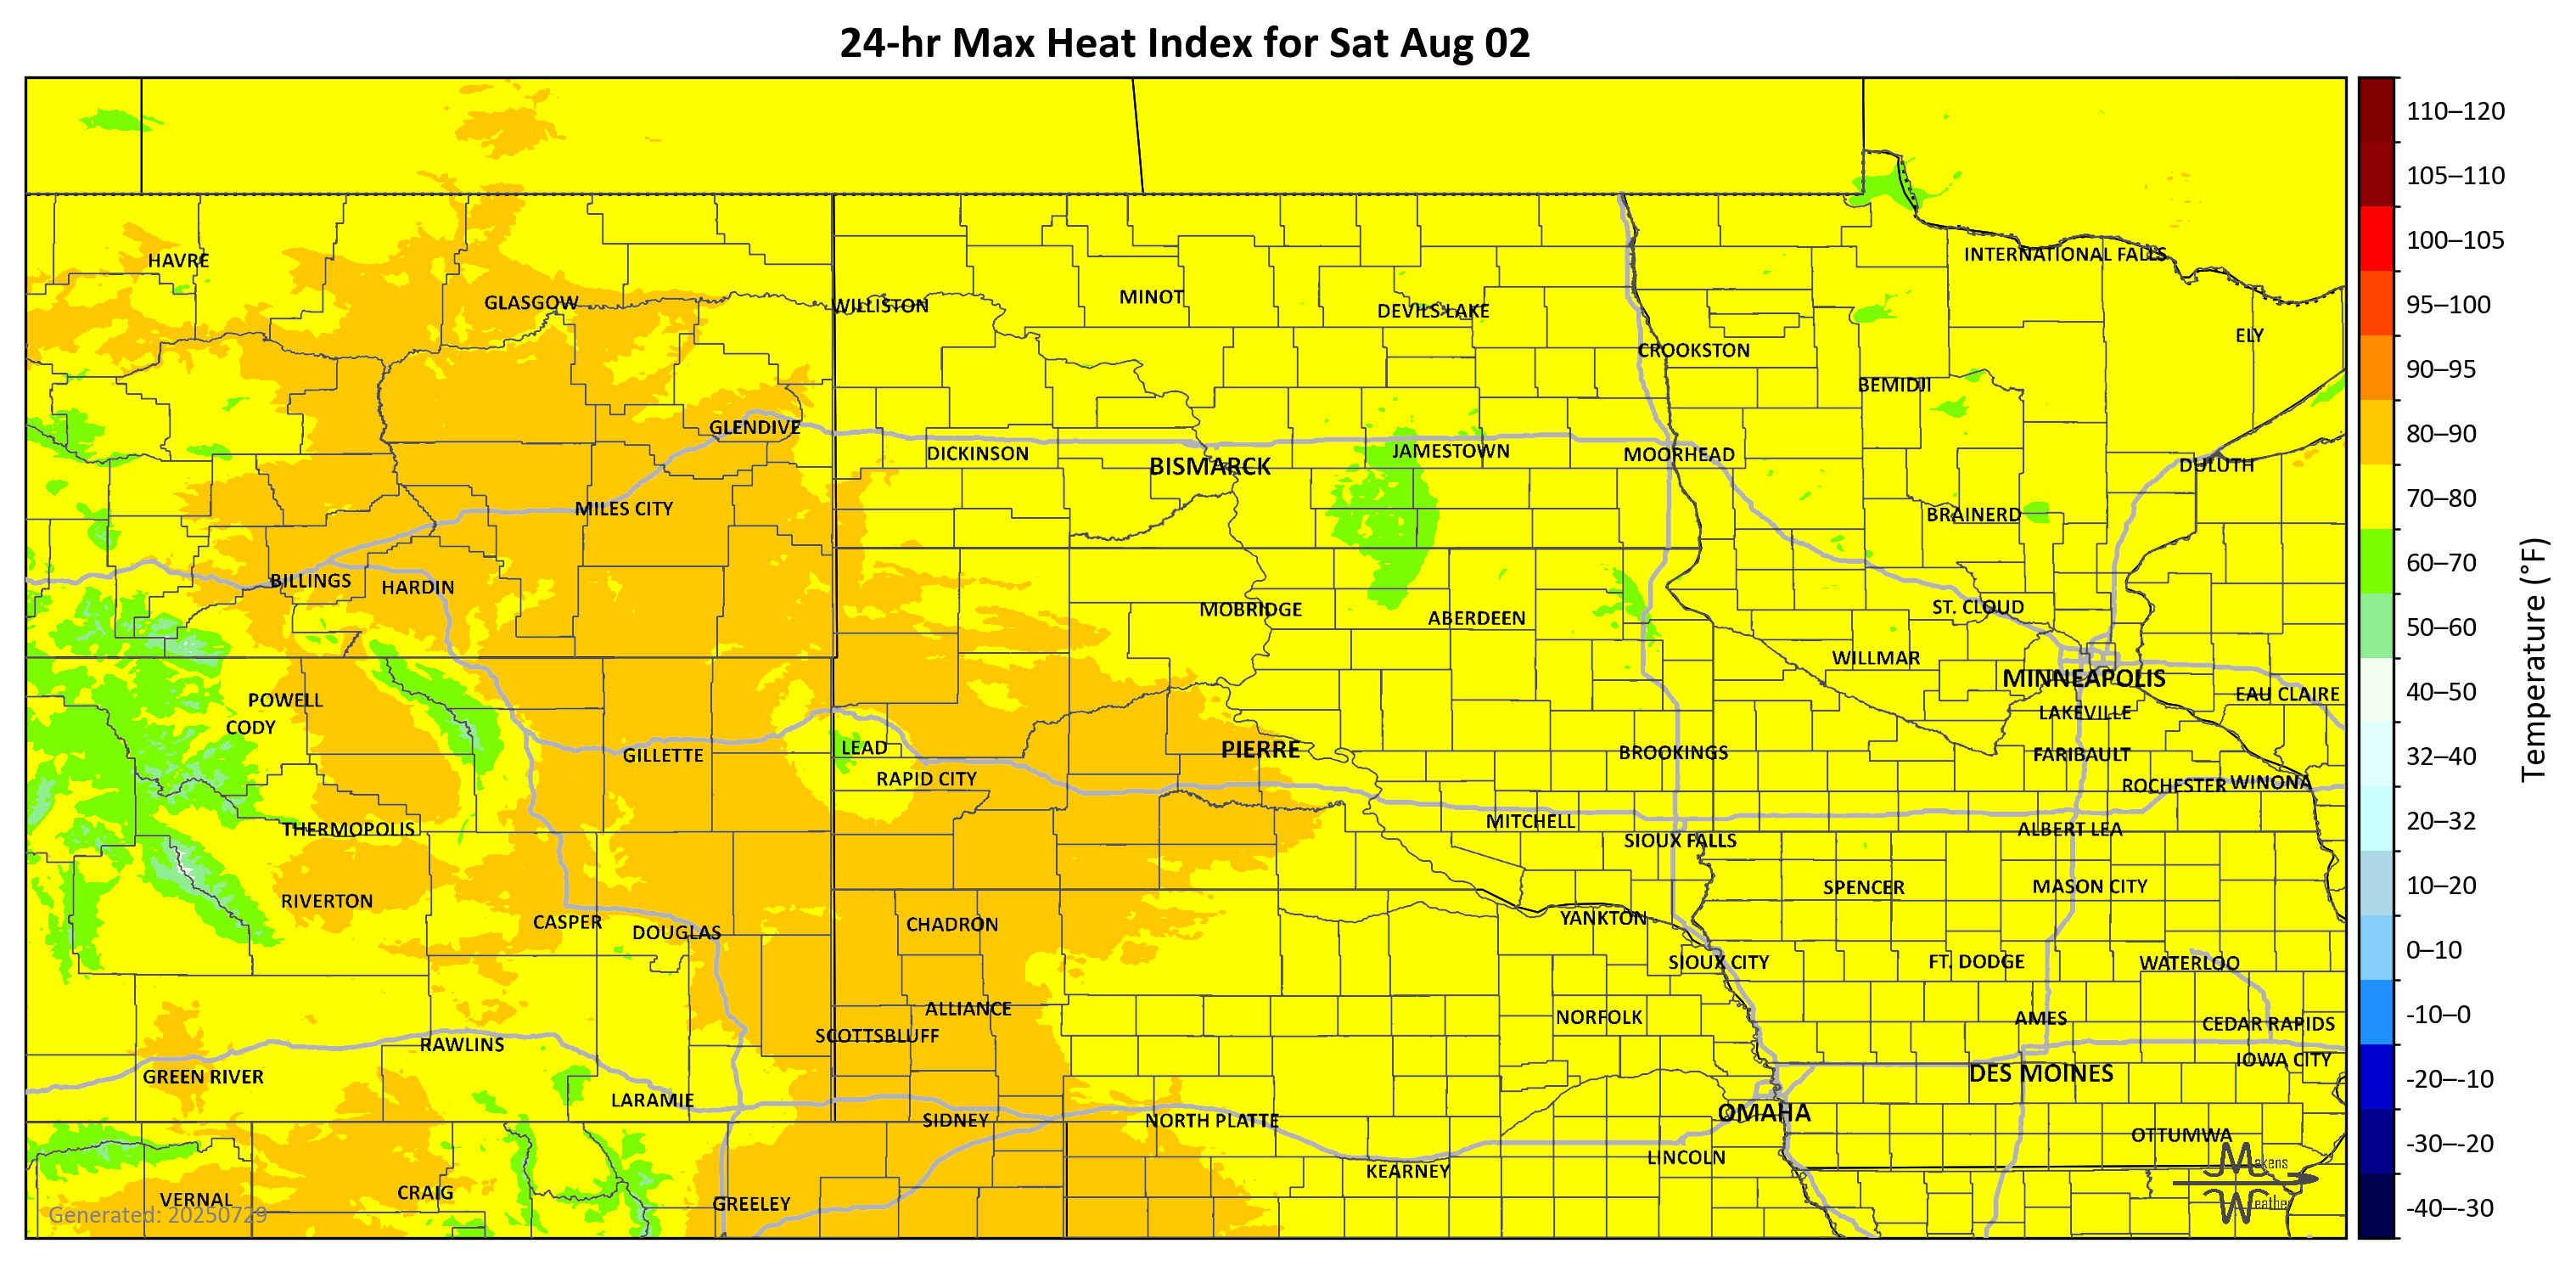 24-hr Max Heat Index for Sat Aug 02
HAVRE
GLASGOW
WILLISTON
MINOT
DEVILS LAKE
INTERNATIONAL FALLS
CROOKSTON
ELY
BEMIDJI
GLENDIVE
DICKINSON
BISMARCK
JAMESTOWN
MOORHEAD
DULUTH
MILES CITY
BRAINERD
BILLINGS
HARDIN
MOBRIDGE
ABERDEEN
ST. CLOUD
WILLMAR
MINNEAPOLIS
POWELL
EAU CLAIRE
CODY
LAKEVILLE
GILLETTE
LEAD
PIERRE
BROOKINGS
FARIBAULT
RAPID CITY
ROCHESTER
WINONA
THERMOPOLIS
MITCHELL
ALBERT LEA
SIOUX FALLS
RIVERTON
SPENCER
MASON CITY
CASPER
DOUGLAS
CHADRON
YANKTON
SIOUX CITY
FT. DODGE
WATERLOO
ALLIANCE
NORFOLK
AMES
CEDAR RAPIDS
SCOTTSBLUFF
RAWLINS
IOWA CITY
GREEN RIVER
DES MOINES
LARAMIE
SIDNEY
NORTH PLATTE
OMAHA
OTTUMWA
KEARNEY
LINCOLN
VERNAL
CRAIG
GREELEY
Generated: 20250729
Makens
Weather
110–120
105–110
100–105
95–100
90–95
80–90
70–80
60–70
50–60
40–50
32–40
20–32
10–20
0–10
-10–0
-20–-10
-30–-20
-40–-30
Temperature (°F)